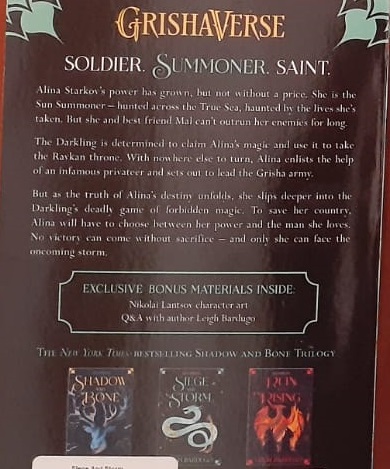 GRISHAVERSE
SOLDIER. SUMMONER. SAINT.
Alina Starkov's power has grown, but not without a price. She is the
Sun Summoner – hunted across the True Sea, haunted by the lives she's
taken. But she and best friend Mal can't outrun her enemies for long.
The Darkling is determined to claim Alina's magic and use it to take
the Ravkan throne. With nowhere else to turn, Alina enlists the help
of an infamous privateer and sets out to lead the Grisha army.
But as the truth of Alina's destiny unfolds, she slips deeper into the
Darkling's deadly game of forbidden magic. To save her country,
Alina will have to choose between her power and the man she loves.
No victory can come without sacrifice – and only she can face the
oncoming storm.
EXCLUSIVE BONUS MATERIALS INSIDE:
Nikolai Lantsov character art
Q&A with author Leigh Bardugo
THE NEW YORK TIMES-BESTSELLING SHADOW AND BONE TRILOGY
SHADOW AND BONE
SIEGE AND STORM
RUIN AND RISING
Siege And Storm